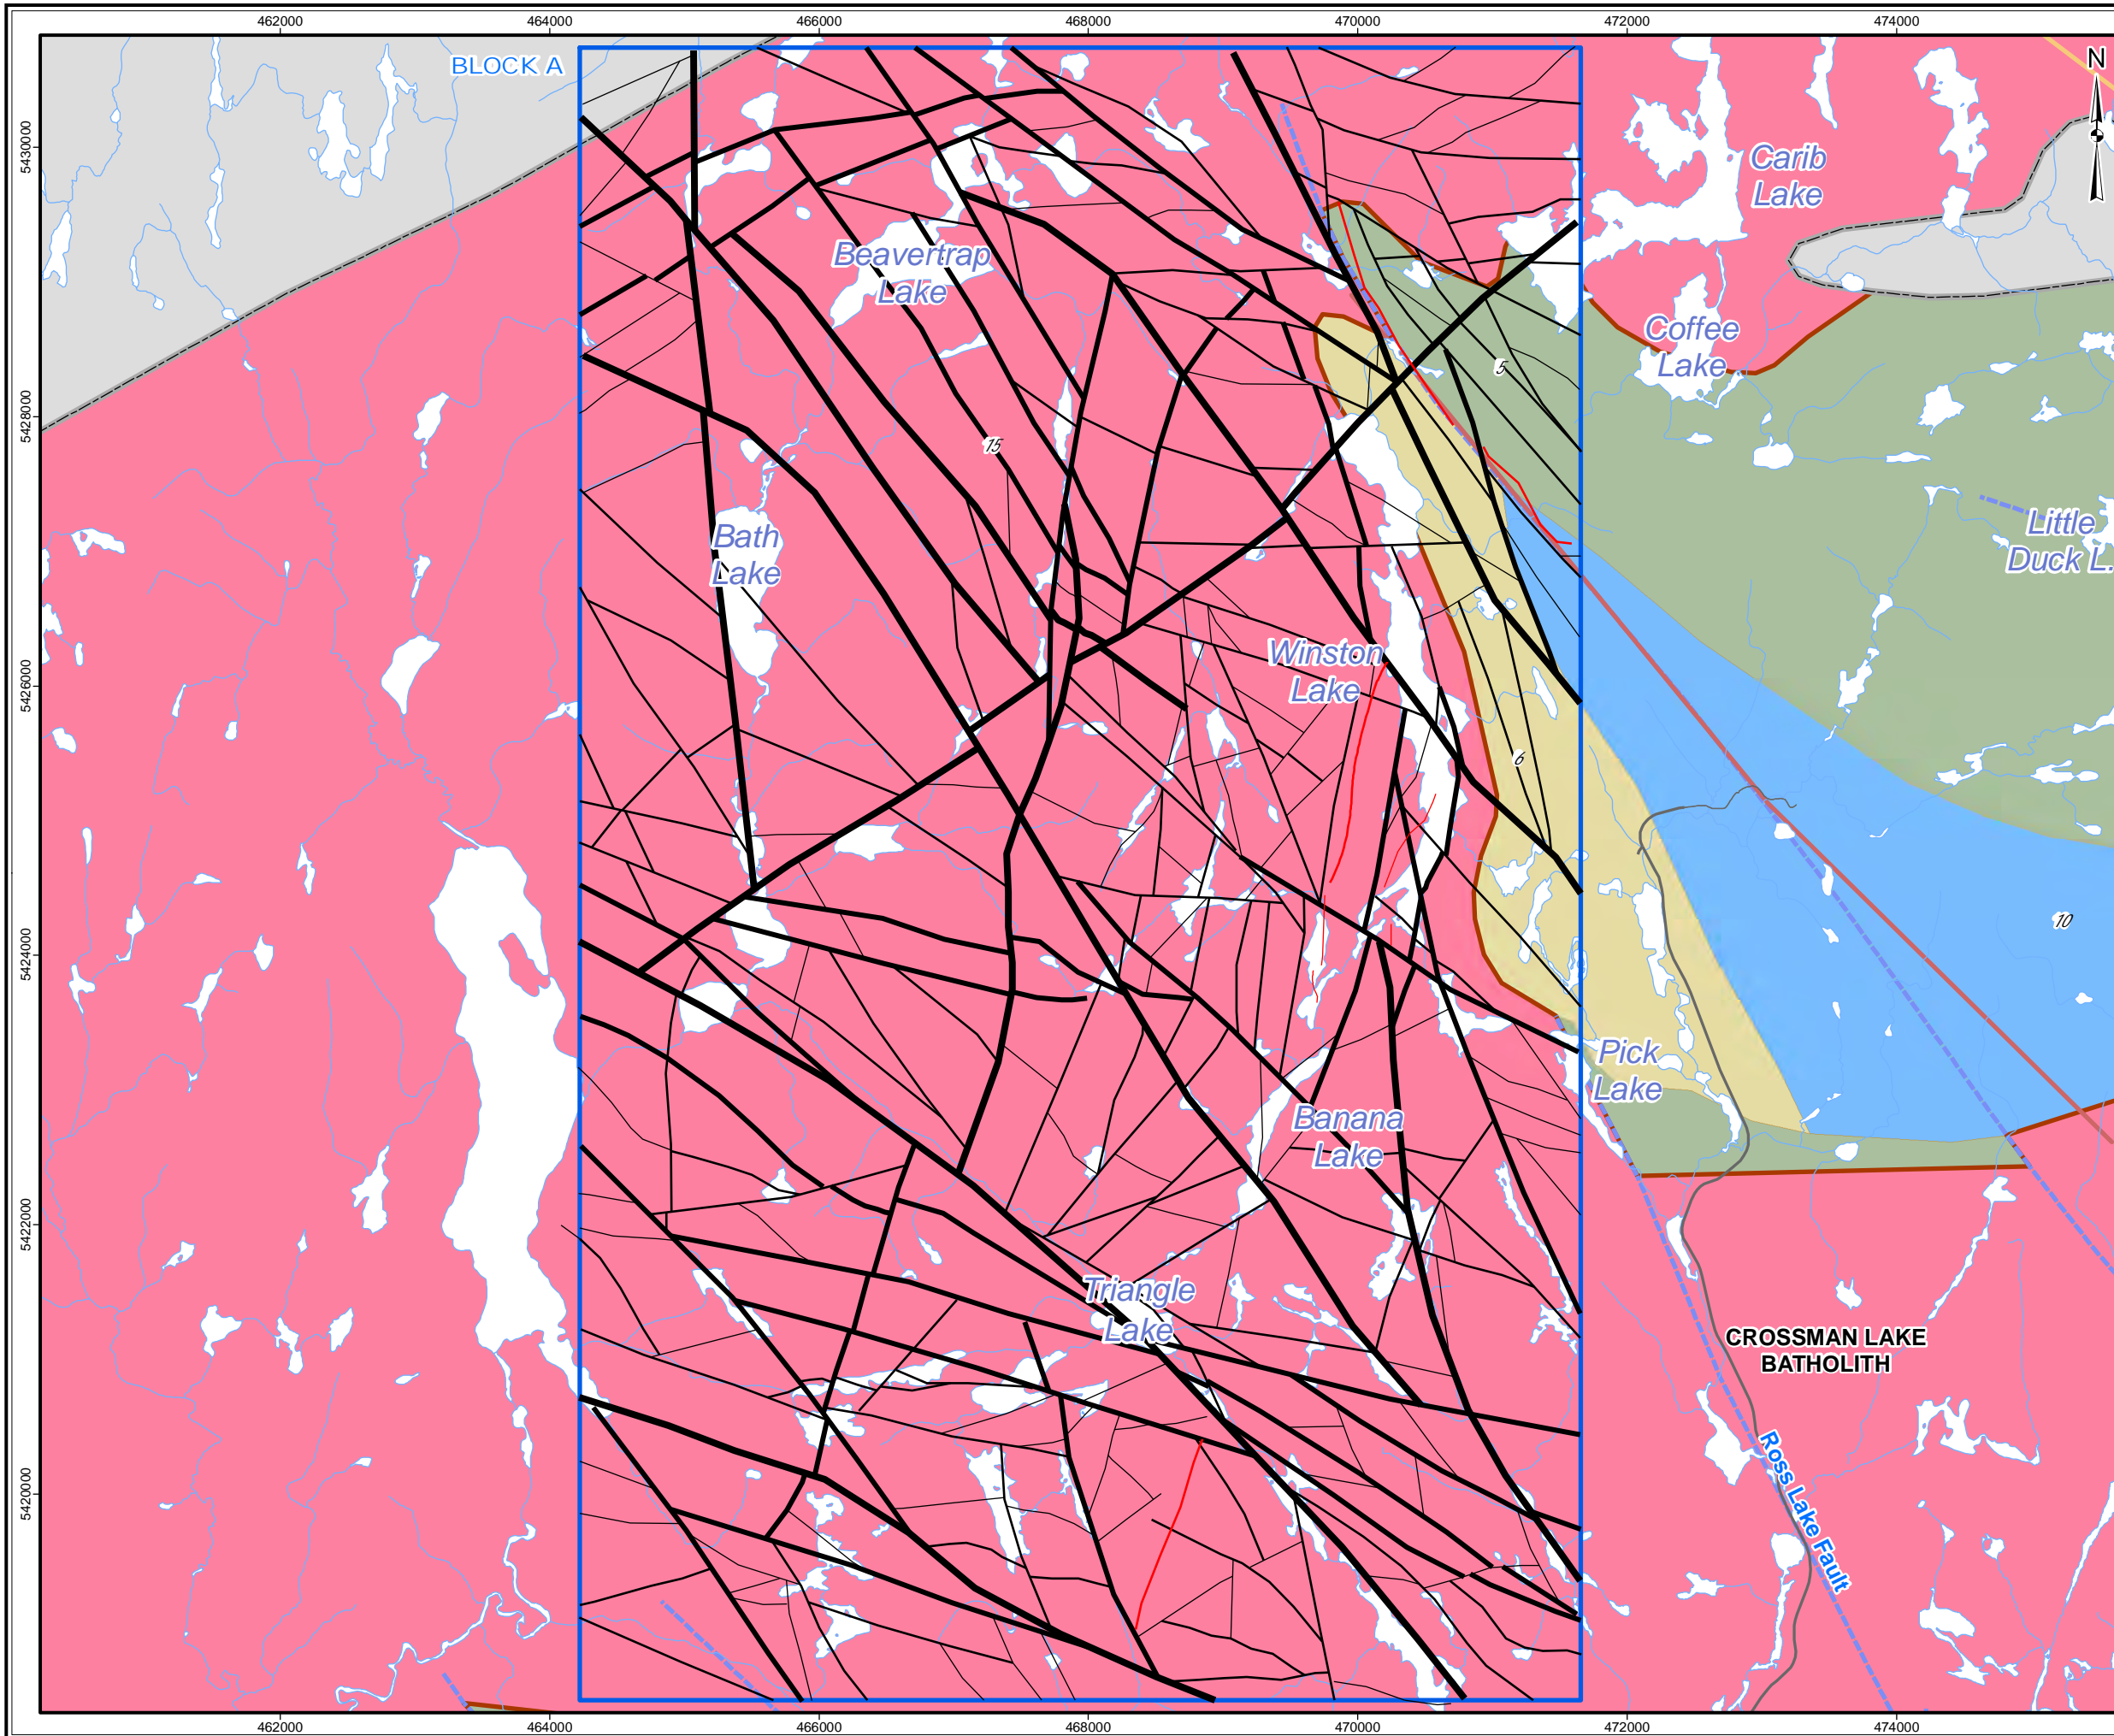 462000 464000 466000 468000 470000 472000 474000
BLOCK A
N
5430000
Carib
Lake
Beavertrap
Lake
Coffee
Lake
5
5428000
15
Bath
Lake
Little
Duck L.
5426000
Winston
Lake
6
10
5424000
Pick
Lake
Banana
Lake
5422000
Triangle
Lake
CROSSMAN LAKE
BATHOLITH
Ross Lake Fault
5420000
462000 464000 466000 468000 470000 472000 474000